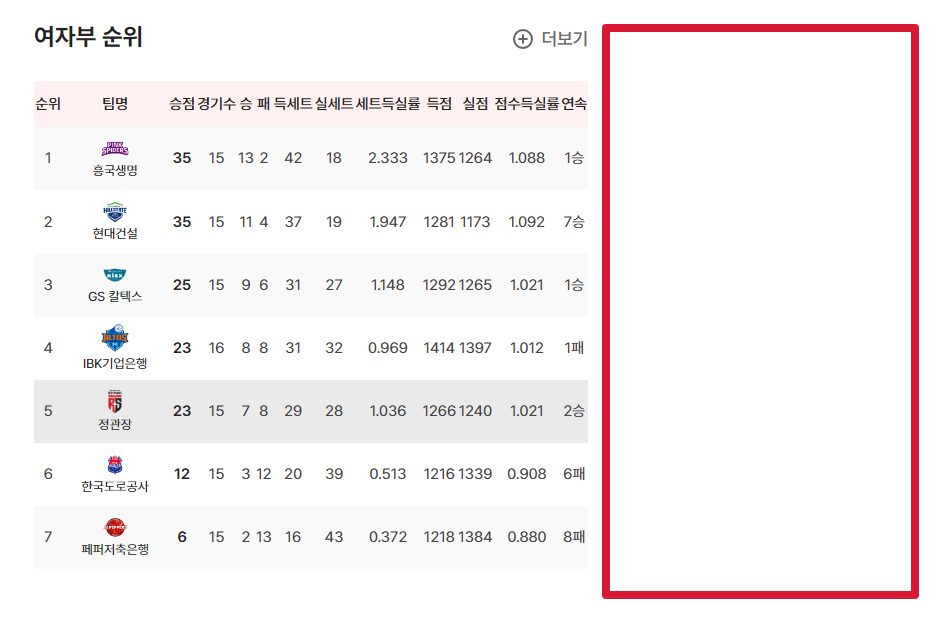 여자부 순위
더보기
순위 팀명 승점 경기수 승 패 득세트 실세트 세트득실률 득점 실점 점수득실률 연속
PINK SPIDERS
1 흥국생명 35 15 13 2 42 18 2.333 1375 1264 1.088 1승
HILLSTATE
2 현대건설 35 15 11 4 37 19 1.947 1281 1173 1.092 7승
KIXX
3 GS 칼텍스 25 15 9 6 31 27 1.148 1292 1265 1.021 1승
ALTOS
4 IBK기업은행 23 16 8 8 31 32 0.969 1414 1397 1.012 1패
RS
5 정관장 23 15 7 8 29 28 1.036 1266 1240 1.021 2승
6 한국도로공사 12 15 3 12 20 39 0.513 1216 1339 0.908 6패
7 페퍼저축은행 6 15 2 13 16 43 0.372 1218 1384 0.880 8패